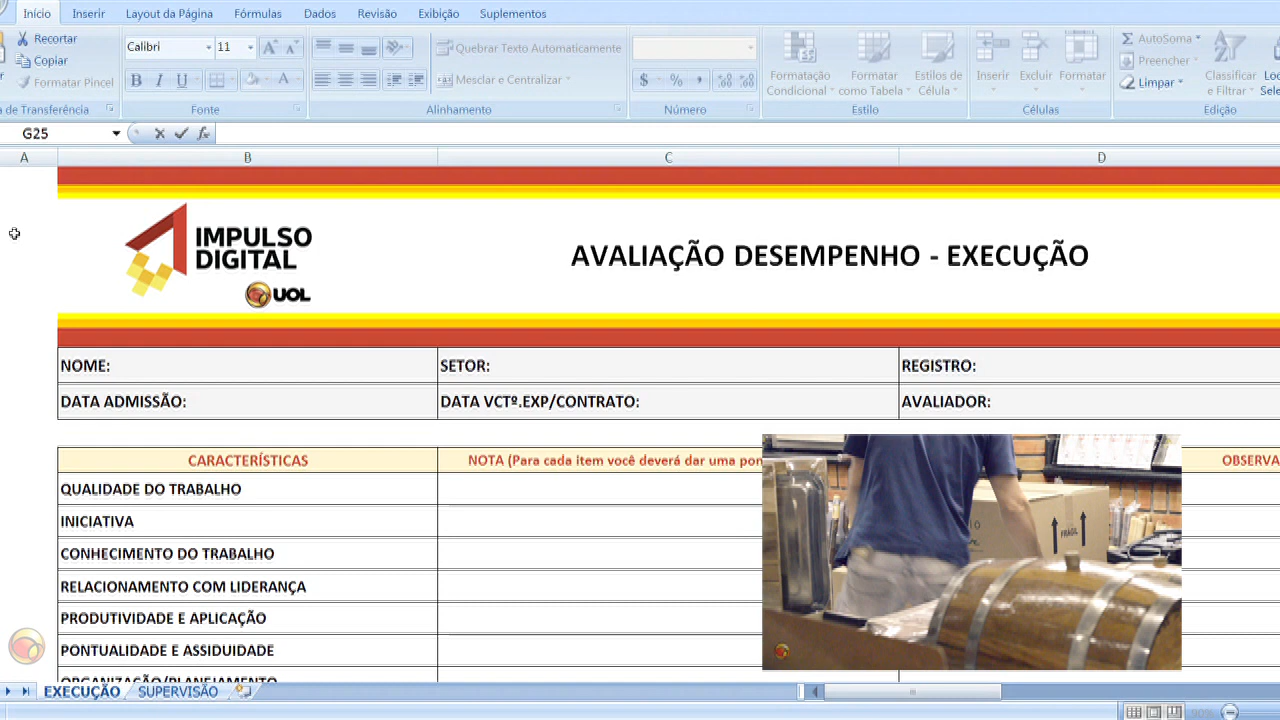 Início Inserir Layout da Página Fórmulas Dados Revisão Exibição Suplementos
Recortar
Copiar
Formatar Pincel
Calibri 11
Quebrar Texto Automaticamente
Mesclar e Centralizar
Formatação Condicional
Formatar como Tabela
Estilos de Célula
Inserir Excluir Formatar
AutoSoma
Preencher
Limpar
Classificar e Filtrar
Fonte Alinhamento Número Estilo Células Edição
G25
A B C D
IMPULSO
DIGITAL
UOL
AVALIAÇÃO DESEMPENHO - EXECUÇÃO
NOME: SETOR: REGISTRO:
DATA ADMISSÃO: DATA VCTº.EXP/CONTRATO: AVALIADOR:
CARACTERÍSTICAS NOTA (Para cada item você deverá dar uma
QUALIDADE DO TRABALHO
INICIATIVA
CONHECIMENTO DO TRABALHO
RELACIONAMENTO COM LIDERANÇA
PRODUTIVIDADE E APLICAÇÃO
PONTUALIDADE E ASSIDUIDADE
ORGANIZAÇÃO/PLANEJAMENTO
FRÁGIL
EXECUÇÃO SUPERVISÃO
90%